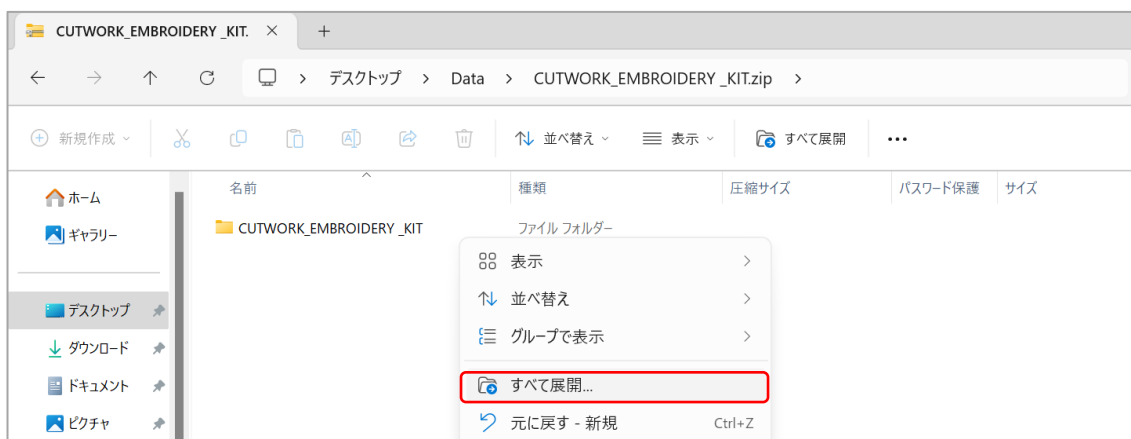 CUTWORK_EMBROIDERY _KIT.
デスクトップ > Data > CUTWORK_EMBROIDERY _KIT.zip >
新規作成 並べ替え 表示 すべて展開 •••
名前 種類 圧縮サイズ パスワード保護 サイズ
ホーム
CUTWORK_EMBROIDERY _KIT ファイル フォルダー
ギャラリー
表示
並べ替え
グループで表示
すべて展開...
元に戻す - 新規 Ctrl+Z
デスクトップ
ダウンロード
ドキュメント
ピクチャ